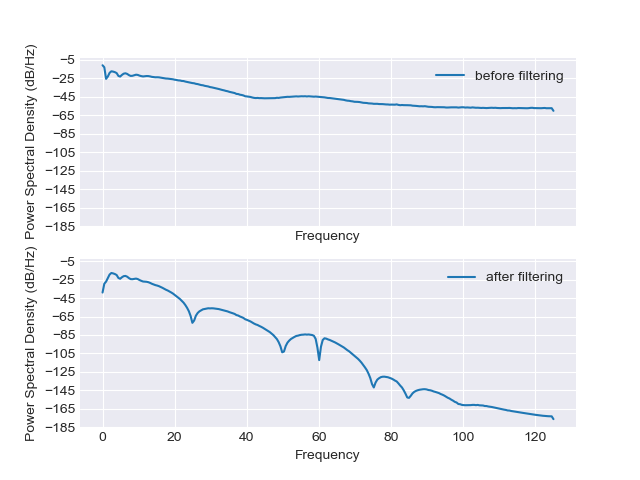 Power Spectral Density (dB/Hz)
−5
−25
−45
−65
−85
−105
−125
−145
−165
−185
before filtering
Frequency
Power Spectral Density (dB/Hz)
−5
−25
−45
−65
−85
−105
−125
−145
−165
−185
after filtering
0 20 40 60 80 100 120
Frequency